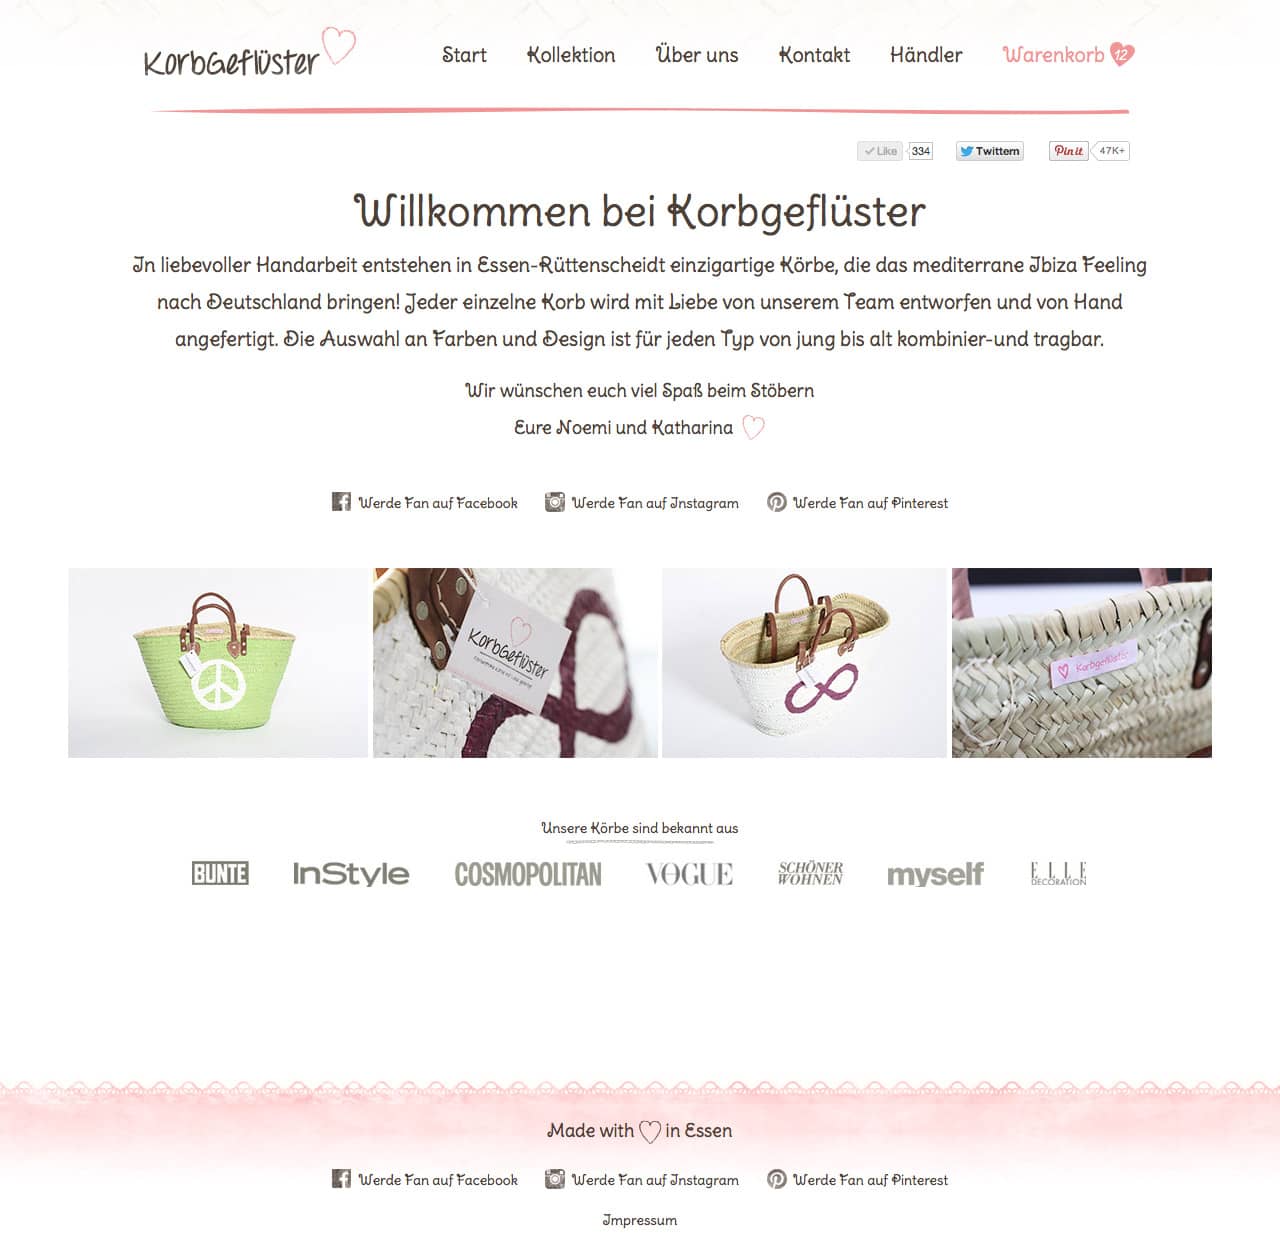 KorbGeflüster
Start
Kollektion
Über uns
Kontakt
Händler
Warenkorb 12
Like 334
Twittern
Pin it 47K+
Willkommen bei Korbgeflüster
In liebevoller Handarbeit entstehen in Essen-Rüttenscheidt einzigartige Körbe, die das mediterrane Ibiza Feeling
nach Deutschland bringen! Jeder einzelne Korb wird mit Liebe von unserem Team entworfen und von Hand
angefertigt. Die Auswahl an Farben und Design ist für jeden Typ von jung bis alt kombinier-und tragbar.
Wir wünschen euch viel Spaß beim Stöbern
Eure Noemi und Katharina
Werde Fan auf Facebook
Werde Fan auf Instagram
Werde Fan auf Pinterest
KorbGeflüster
Korbgeflüster
Unsere Körbe sind bekannt aus
BUNTE
InStyle
COSMOPOLITAN
VOGUE
SCHÖNER
WOHNEN
myself
ELLE
DECORATION
Made with in Essen
Werde Fan auf Facebook
Werde Fan auf Instagram
Werde Fan auf Pinterest
Impressum